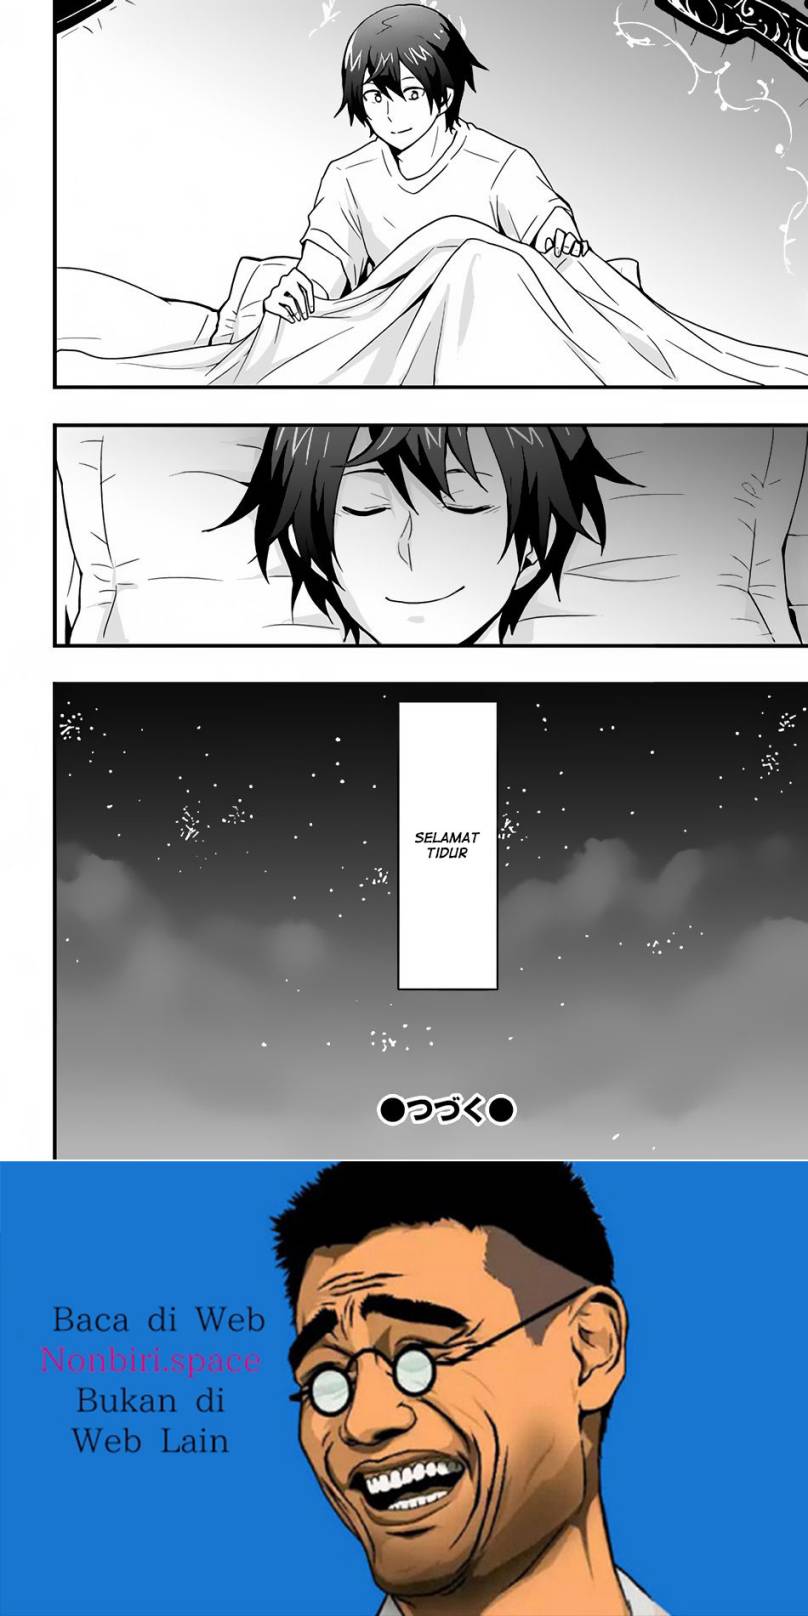 SELAMAT
TIDUR
●つづく●
Baca di Web
Nonbiri.space
Bukan di
Web Lain